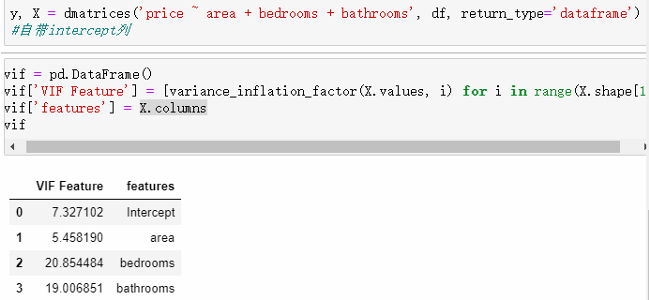 y, X = dmatrices('price ~ area + bedrooms + bathrooms', df, return_type='dataframe')
#自带intercept列
vif = pd.DataFrame()
vif['VIF Feature'] = [variance_inflation_factor(X.values, i) for i in range(X.shape[1
vif['features'] = X.columns
vif
VIF Feature features
0 7.327102 Intercept
1 5.458190 area
2 20.854484 bedrooms
3 19.006851 bathrooms